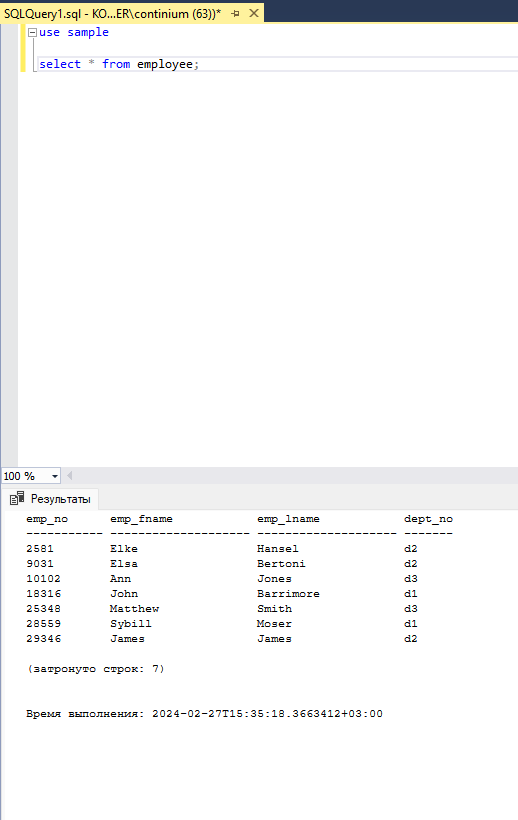 SQLQuery1.sql - KO...ER\continium (63))*
use sample
select * from employee;
100 %
Результаты
emp_no emp_fname emp_lname dept_no
----------- -------------------- -------------------- -------
2581 Elke Hansel d2
9031 Elsa Bertoni d2
10102 Ann Jones d3
18316 John Barrimore d1
25348 Matthew Smith d3
28559 Sybill Moser d1
29346 James James d2
(затронуто строк: 7)
Время выполнения: 2024-02-27T15:35:18.3663412+03:00